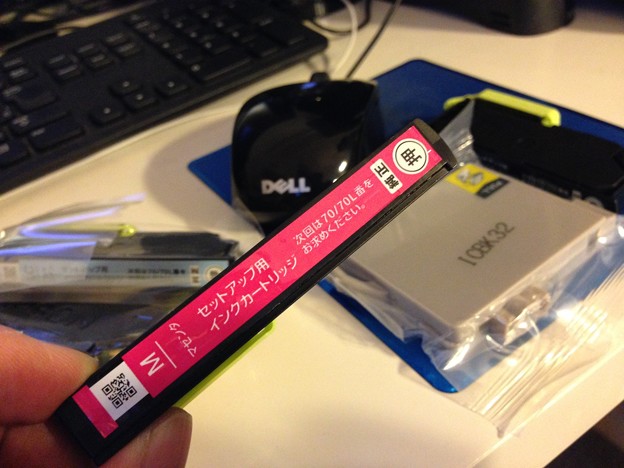 DELL
ICBK32
純正
次回は70/70L番を
お求めください。
セットアップ用
インクカートリッジ
マゼンタ
M